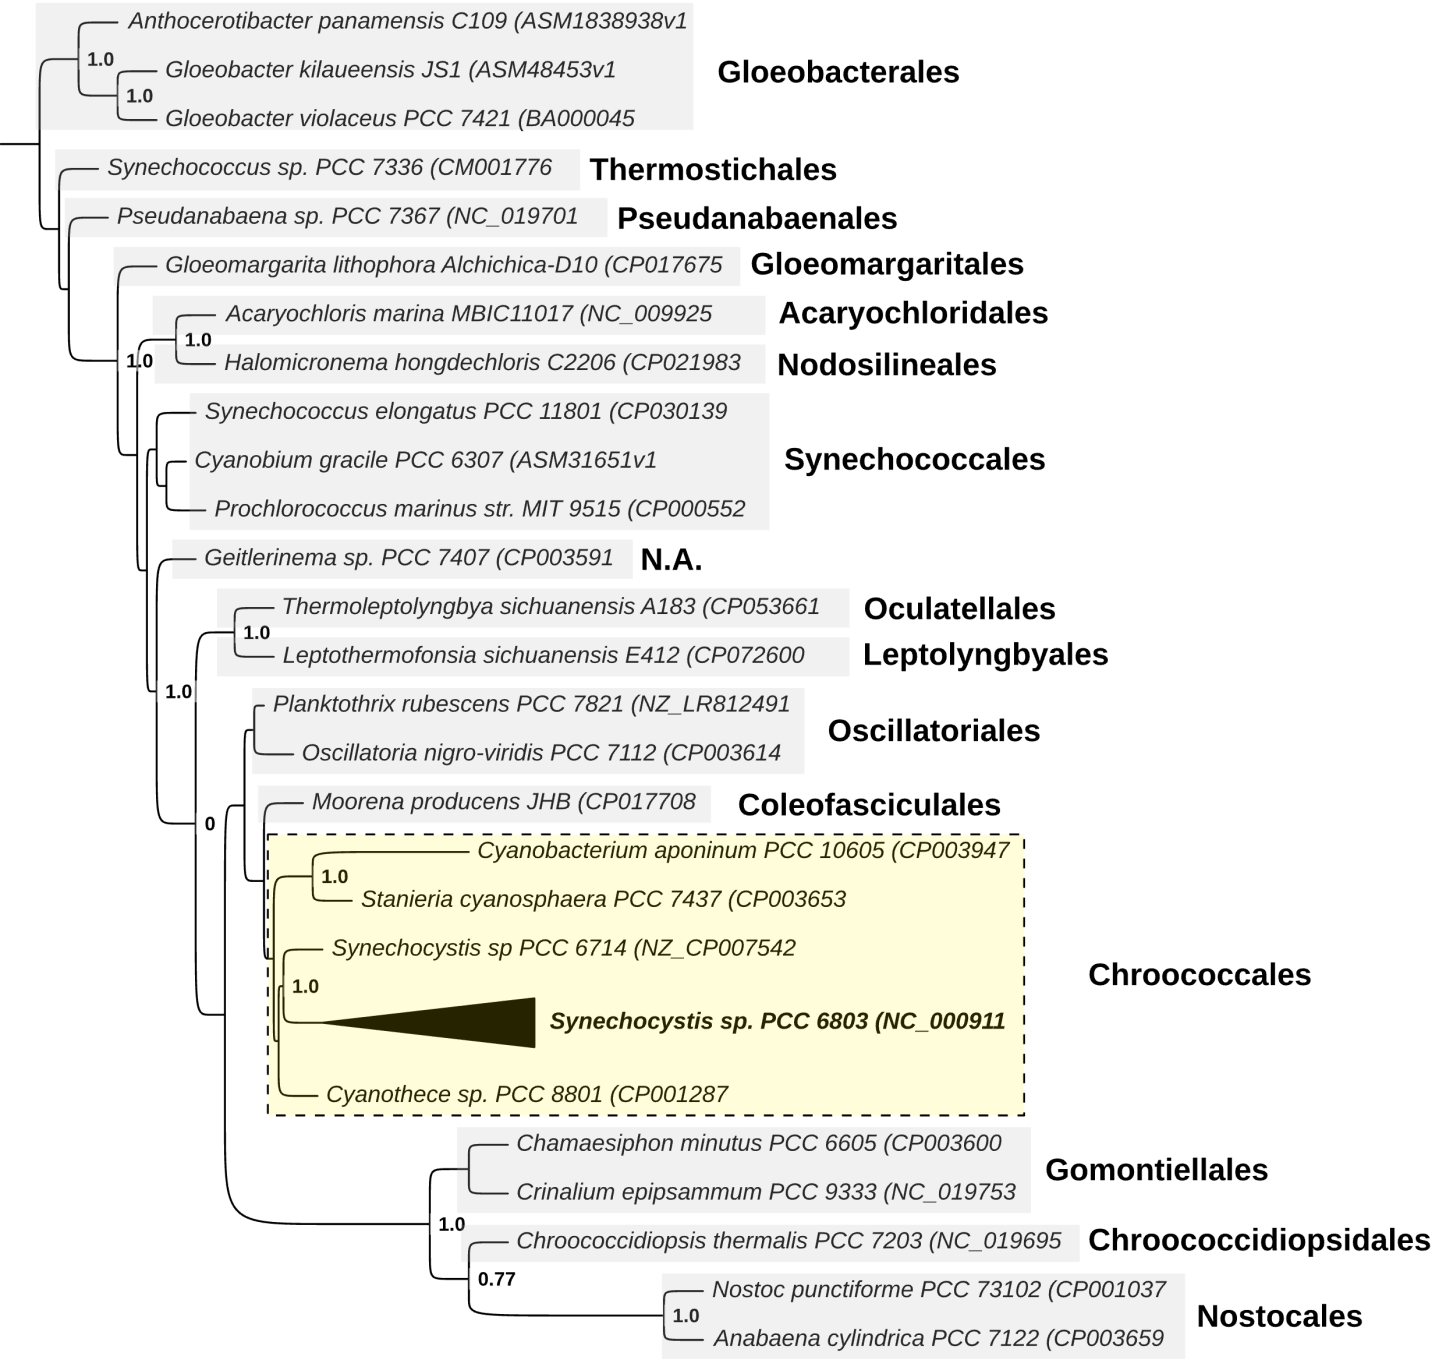 Anthocerotibacter panamensis C109 (ASM1838938v1
1.0
Gloeobacter kilaueensis JS1 (ASM48453v1
Gloeobacterales
1.0
Gloeobacter violaceus PCC 7421 (BA000045
Synechococcus sp. PCC 7336 (CM001776
Thermostichales
Pseudanabaena sp. PCC 7367 (NC_019701
Pseudanabaenales
Gloeomargarita lithophora Alchichica-D10 (CP017675
Gloeomargaritales
Acaryochloris marina MBIC11017 (NC_009925
Acaryochloridales
1.0
1.0
Halomicronema hongdechloris C2206 (CP021983
Nodosilineales
Synechococcus elongatus PCC 11801 (CP030139
Cyanobium gracile PCC 6307 (ASM31651v1
Synechococcales
Prochlorococcus marinus str. MIT 9515 (CP000552
Geitlerinema sp. PCC 7407 (CP003591
N.A.
Thermoleptolyngbya sichuanensis A183 (CP053661
Oculatellales
1.0
Leptothermofonsia sichuanensis E412 (CP072600
Leptolyngbyales
1.0
Planktothrix rubescens PCC 7821 (NZ_LR812491
Oscillatoriales
Oscillatoria nigro-viridis PCC 7112 (CP003614
Moorena producens JHB (CP017708
Coleofasciculales
0
Cyanobacterium aponinum PCC 10605 (CP003947
1.0
Stanieria cyanosphaera PCC 7437 (CP003653
Synechocystis sp PCC 6714 (NZ_CP007542
Chroococcales
1.0
Synechocystis sp. PCC 6803 (NC_000911
Cyanothece sp. PCC 8801 (CP001287
Chamaesiphon minutus PCC 6605 (CP003600
Gomontiellales
Crinalium epipsammum PCC 9333 (NC_019753
1.0
Chroococcidiopsis thermalis PCC 7203 (NC_019695
Chroococcidiopsidales
0.77
Nostoc punctiforme PCC 73102 (CP001037
1.0
Nostocales
Anabaena cylindrica PCC 7122 (CP003659